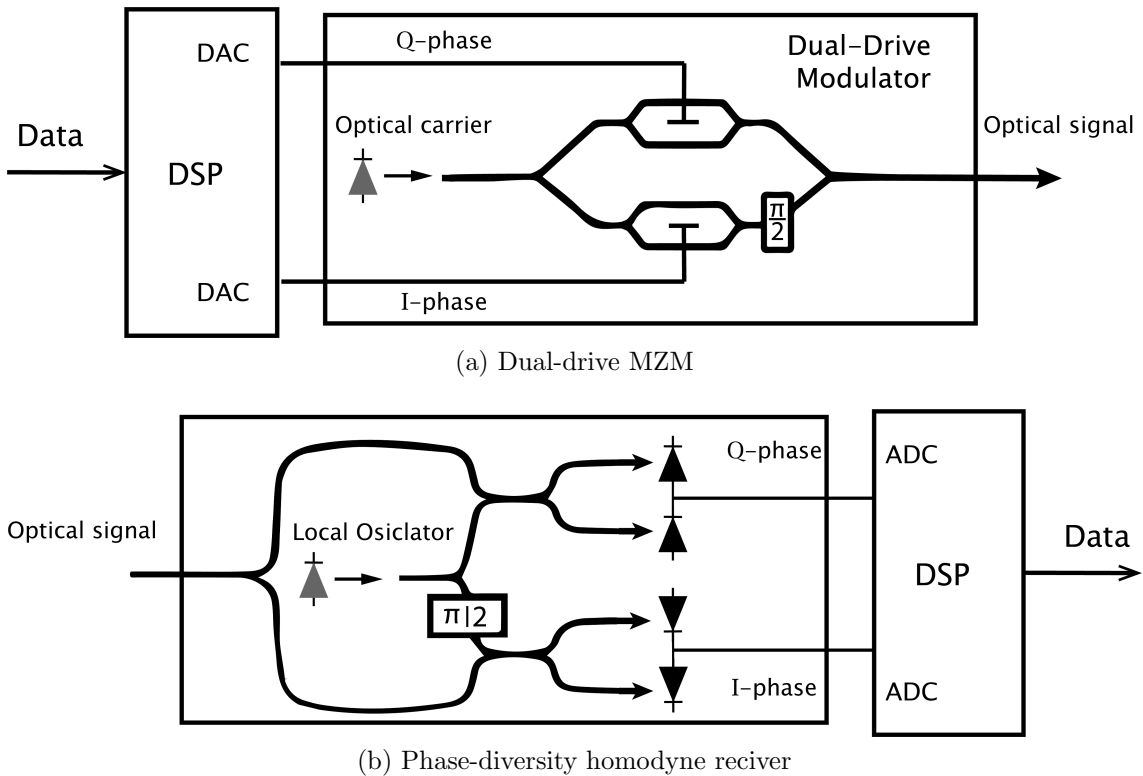 DAC
Q-phase
Dual-Drive
Modulator
Optical carrier
Optical signal
Data
DSP
π
2
DAC
I-phase
(a) Dual-drive MZM
Q-phase
ADC
Optical signal
Local Osiclator
Data
DSP
π|2
I-phase
ADC
(b) Phase-diversity homodyne reciver